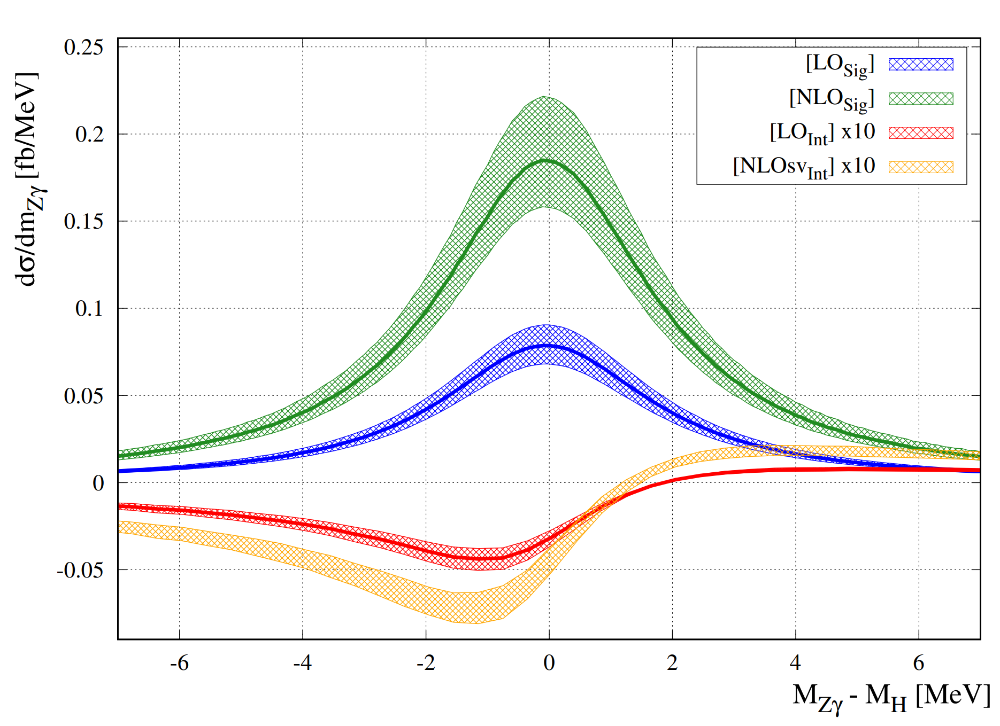 dσ/dm_Zγ [fb/MeV]
0.25
0.2
0.15
0.1
0.05
0
-0.05
[LO_Sig]
[NLO_Sig]
[LO_Int] x10
[NLOsv_Int] x10
-6 -4 -2 0 2 4 6
M_Zγ - M_H [MeV]